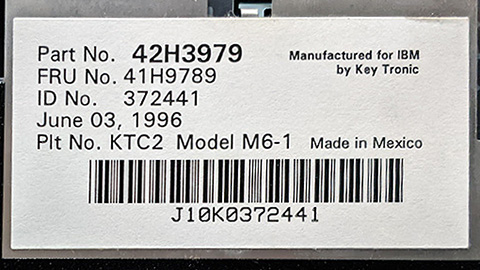 Part No. 42H3979
Manufactured for IBM
by Key Tronic
FRU No. 41H9789
ID No. 372441
June 03, 1996
Plt No. KTC2 Model M6-1 Made in Mexico
J10K0372441